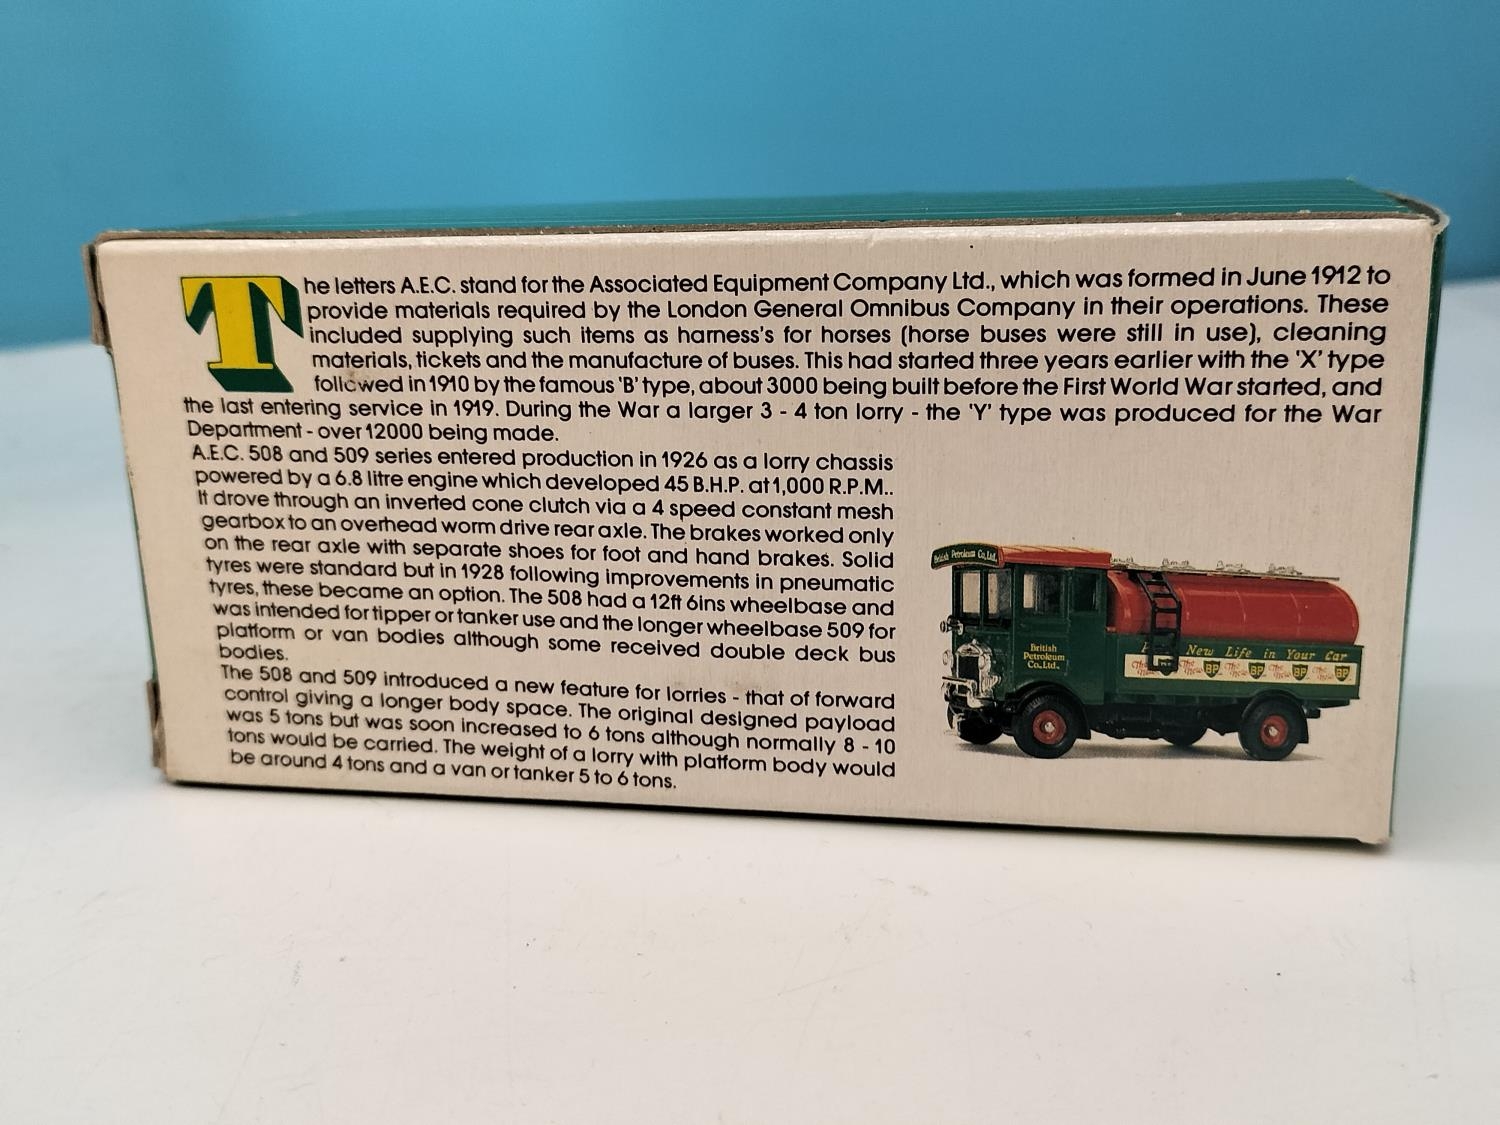 The letters A.E.C. stand for the Associated Equipment Company Ltd., which was formed in June 1912 to
provide materials required by the London General Omnibus Company in their operations. These
included supplying such items as harness's for horses (horse buses were still in use), cleaning
materials, tickets and the manufacture of buses. This had started three years earlier with the 'X' type
followed in 1910 by the famous 'B' type, about 3000 being built before the First World War started, and
the last entering service in 1919. During the War a larger 3 - 4 ton lorry - the 'Y' type was produced for the War
Department - over 12000 being made.
A.E.C. 508 and 509 series entered production in 1926 as a lorry chassis
powered by a 6.8 litre engine which developed 45 B.H.P. at 1,000 R.P.M..
It drove through an inverted cone clutch via a 4 speed constant mesh
gearbox to an overhead worm drive rear axle. The brakes worked only
on the rear axle with separate shoes for foot and hand brakes. Solid
tyres were standard but in 1928 following improvements in pneumatic
tyres, these became an option. The 508 had a 12ft 6ins wheelbase and
was intended for tipper or tanker use and the longer wheelbase 509 for
platform or van bodies although some received double deck bus
bodies.
The 508 and 509 introduced a new feature for lorries - that of forward
control giving a longer body space. The original designed payload
was 5 tons but was soon increased to 6 tons although normally 8 - 10
tons would be carried. The weight of a lorry with platform body would
be around 4 tons and a van or tanker 5 to 6 tons.
British Petroleum Co. Ltd.
British
Petroleum
Co., Ltd.
New Life in Your Car
The New BP The New BP The New BP The New BP The New BP